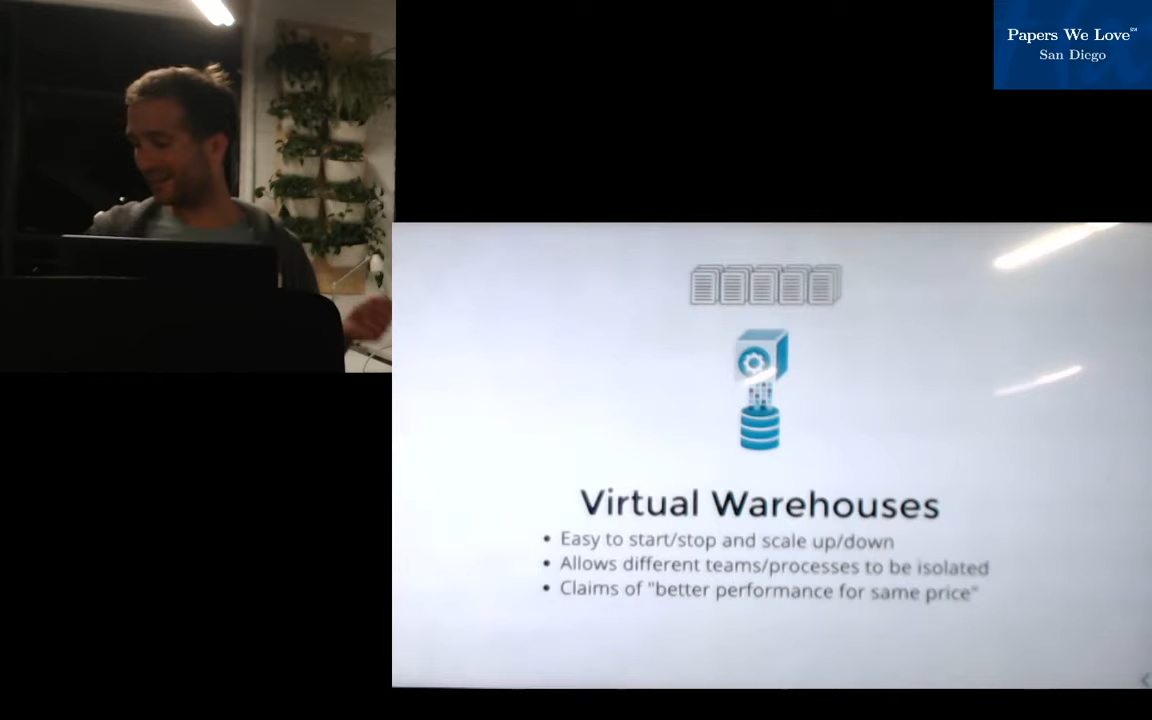 Papers We Love℠
San Diego
Virtual Warehouses
• Easy to start/stop and scale up/down
• Allows different teams/processes to be isolated
• Claims of "better performance for same price"